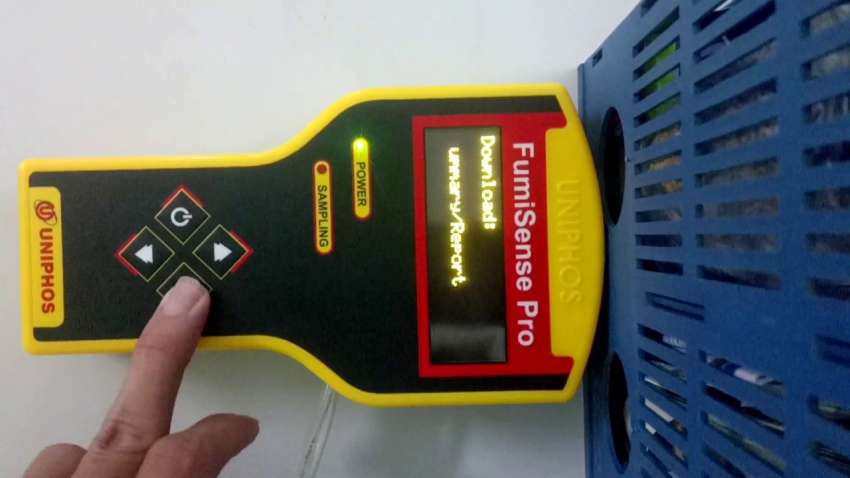 UNIPHOS
FumiSense Pro
Download:
ummary/Report
POWER
SAMPLING
UNIPHOS